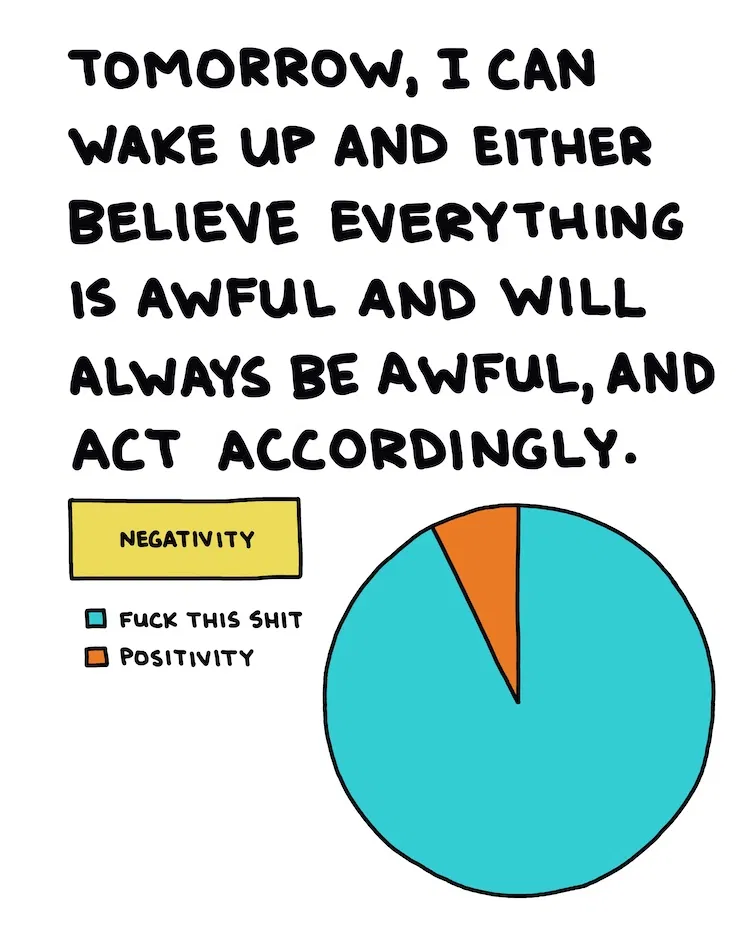 TOMORROW, I CAN
WAKE UP AND EITHER
BELIEVE EVERYTHING
IS AWFUL AND WILL
ALWAYS BE AWFUL, AND
ACT ACCORDINGLY.
NEGATIVITY
FUCK THIS SHIT
POSITIVITY